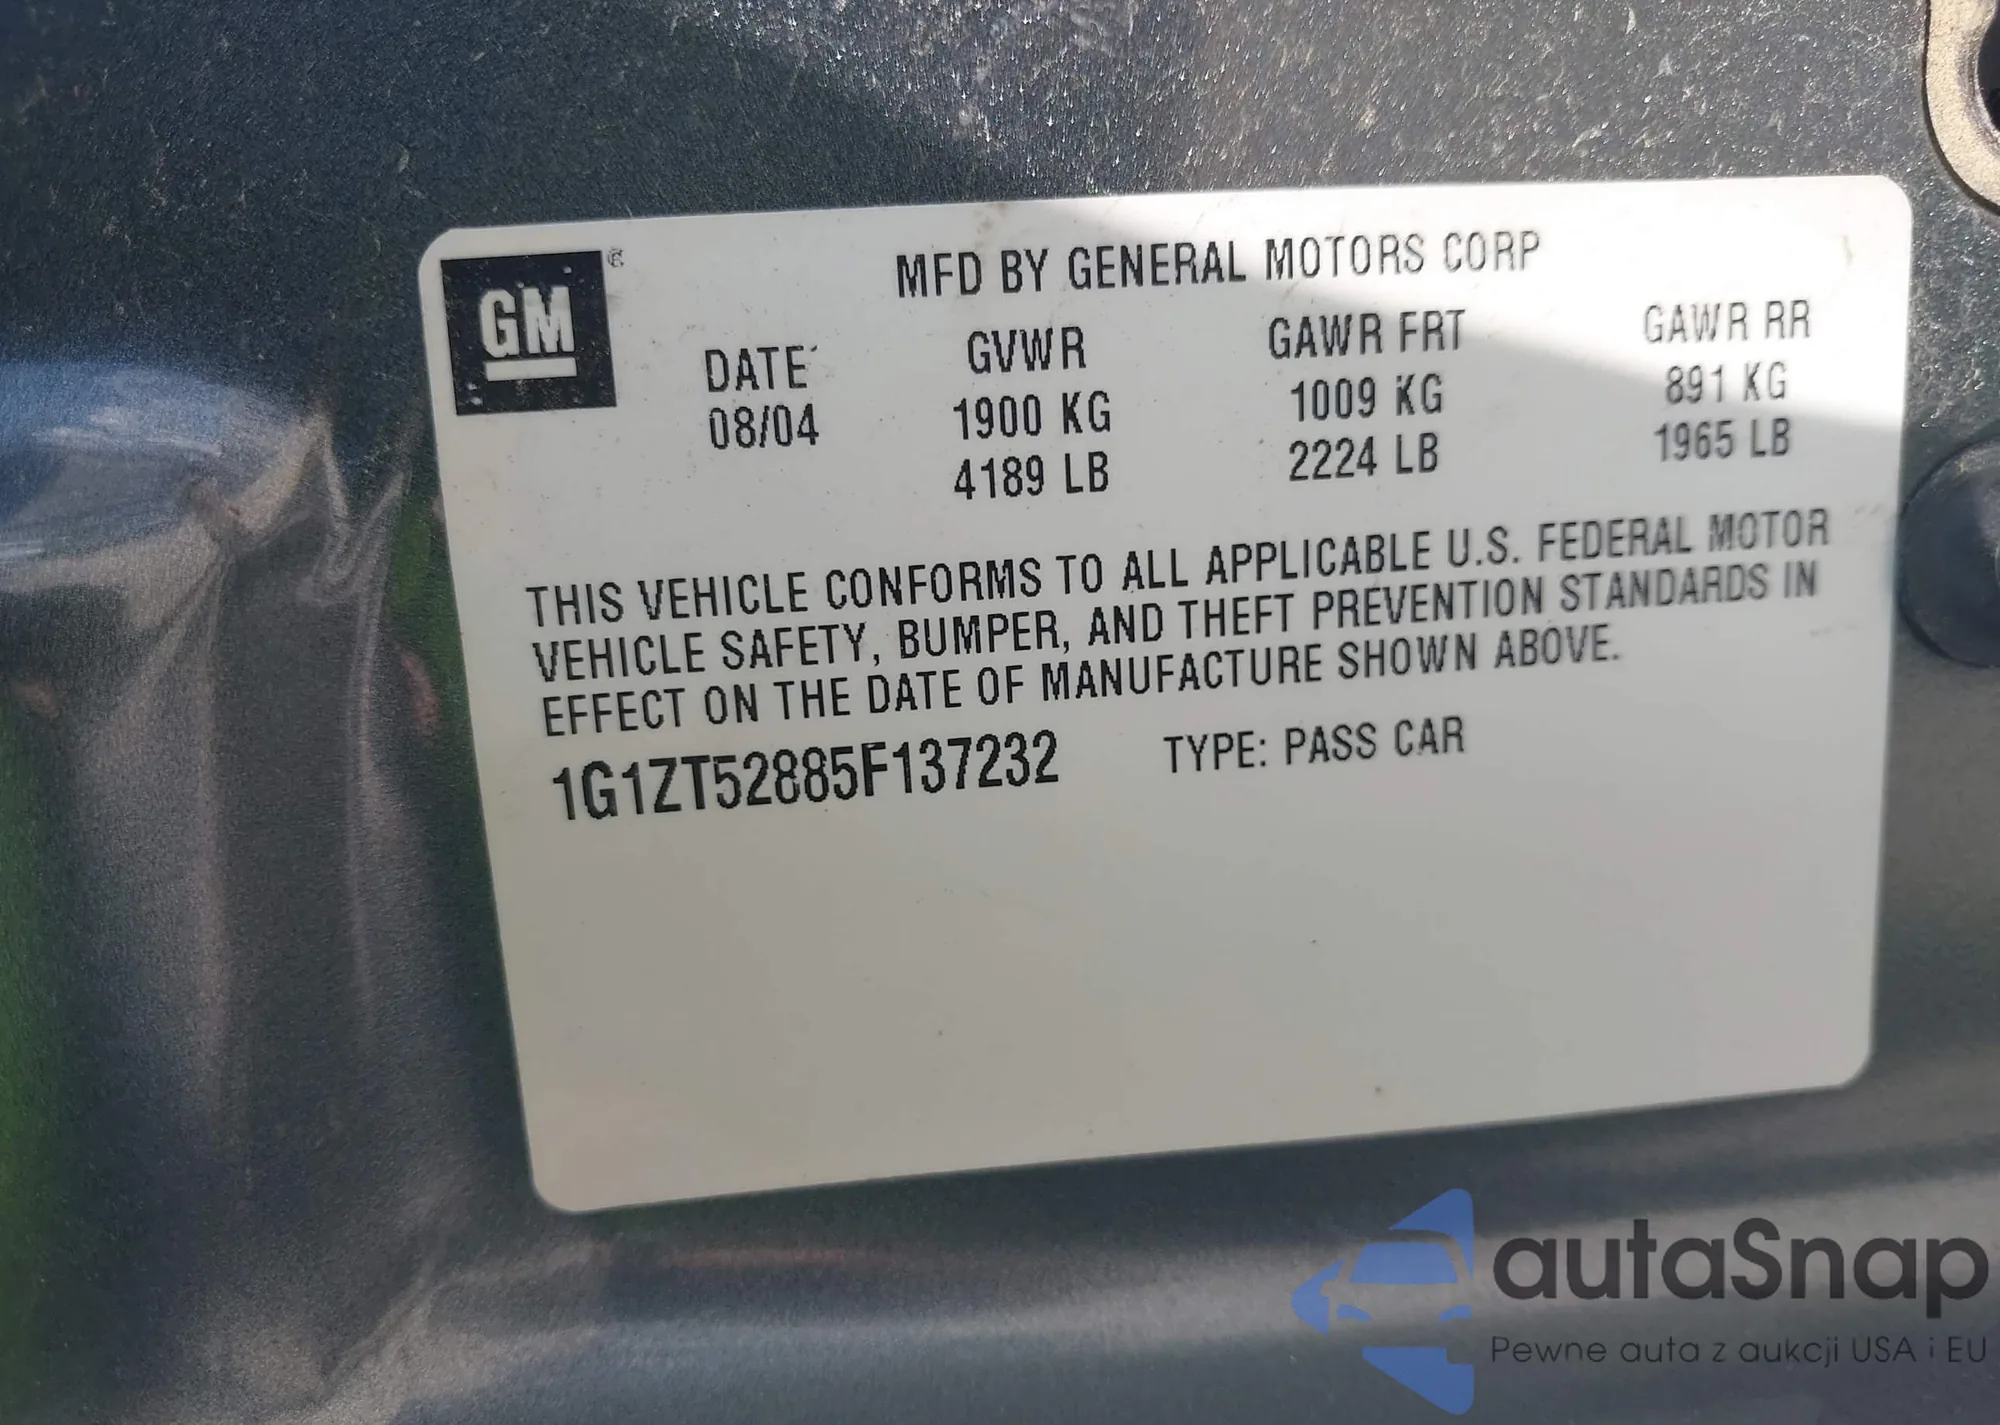 GM ®
MFD BY GENERAL MOTORS CORP
DATE GVWR GAWR FRT GAWR RR
08/04 1900 KG 1009 KG 891 KG
4189 LB 2224 LB 1965 LB
THIS VEHICLE CONFORMS TO ALL APPLICABLE U.S. FEDERAL MOTOR
VEHICLE SAFETY, BUMPER, AND THEFT PREVENTION STANDARDS IN
EFFECT ON THE DATE OF MANUFACTURE SHOWN ABOVE.
1G1ZT52885F137232 TYPE: PASS CAR
autaSnap
Pewne auta z aukcji USA i EU